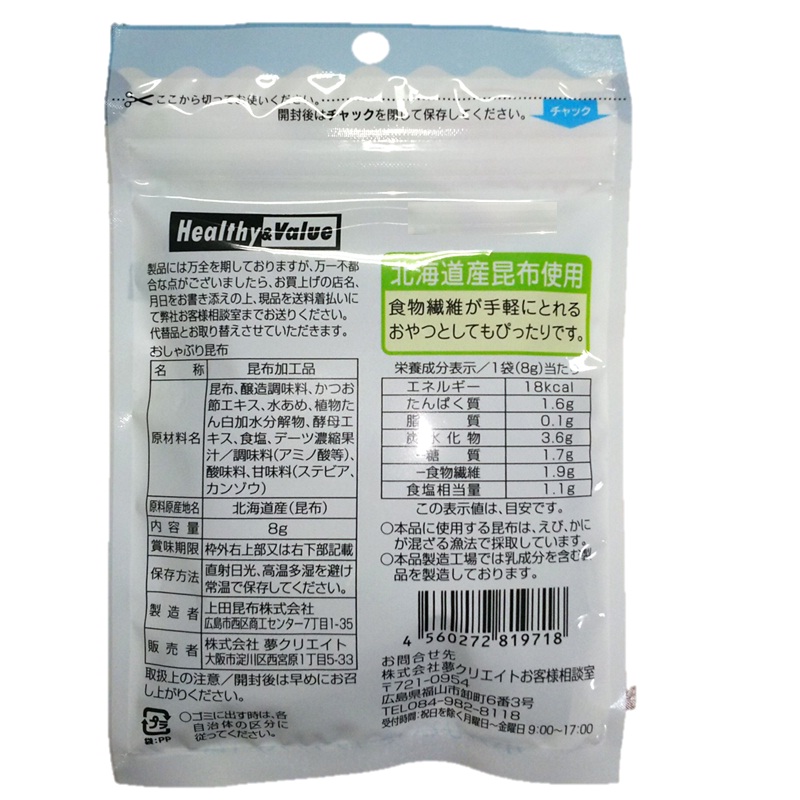 ここから切ってお使いください。
開封後はチャックを閉じて保存してください。
チャック
Healthy&Value
製品には万全を期しておりますが、万一不都
合な点がございましたら、お買上げの店名、
月日をお書き添えの上、現品を送料着払いに
て弊社お客様相談室までお送りください。
代替品とお取り替えさせていただきます。
おしゃぶり昆布
名 称 昆布加工品
原材料名 昆布、醸造調味料、かつお
節エキス、水あめ、植物たん
白加水分解物、酵母エ
キス、食塩、デーツ濃縮果
汁/調味料(アミノ酸等)、
酸味料、甘味料(ステビア、
カンゾウ)
原料原産地名 北海道産(昆布)
内容量 8g
賞味期限 枠外右上部又は右下部記載
保存方法 直射日光、高温多湿を避け
常温で保存してください。
製造者 上田昆布株式会社
広島市西区商工センター7丁目1-35
販売者 株式会社 夢クリエイト
大阪市淀川区西宮原1丁目5-33
取扱上の注意/開封後は早めにお召
し上がりください。
プラ
袋:PP
○ゴミに出す時は、各
自治体の区分に
従ってください。
北海道産昆布使用
食物繊維が手軽にとれる
おやつとしてもぴったりです。
栄養成分表示/1袋(8g)当たり
エネルギー 18kcal
たんぱく質 1.6g
脂質 0.1g
炭水化物 3.6g
-糖質 1.7g
-食物繊維 1.9g
食塩相当量 1.1g
この表示値は、目安です。
○本品に使用する昆布は、えび、かに
が混ざる漁法で採取しています。
○本品製造工場では乳成分を含む製
品を製造しております。
4 560272 819718
お問合せ先
株式会社夢クリエイトお客様相談室
〒721-0954
広島県福山市卸町6番3号
TEL084-982-8118
受付時間:祝日を除く月曜日~金曜日 9:00~17:00